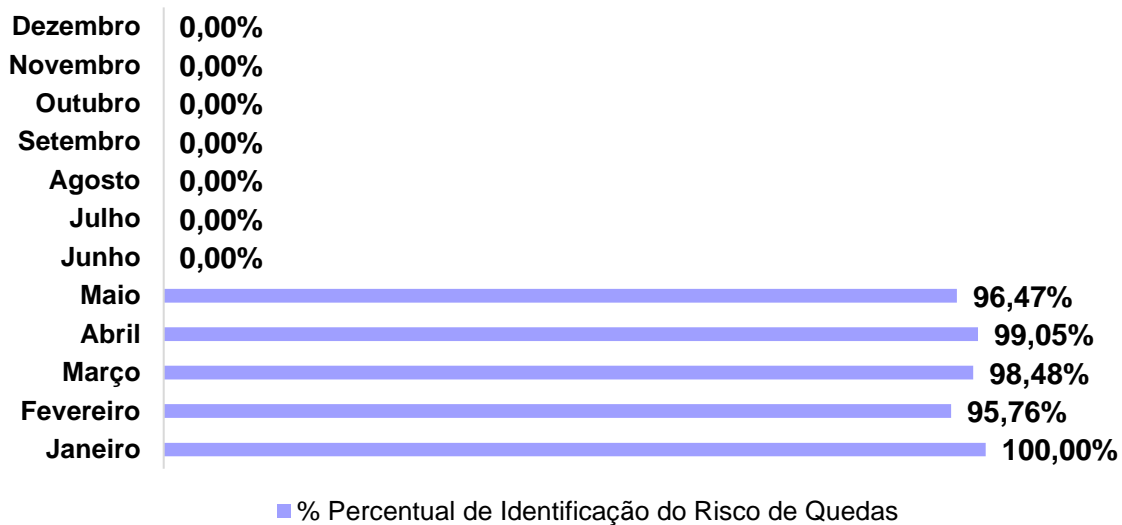 Dezembro 0,00%
Novembro 0,00%
Outubro 0,00%
Setembro 0,00%
Agosto 0,00%
Julho 0,00%
Junho 0,00%
Maio 96,47%
Abril 99,05%
Março 98,48%
Fevereiro 95,76%
Janeiro 100,00%
% Percentual de Identificação do Risco de Quedas